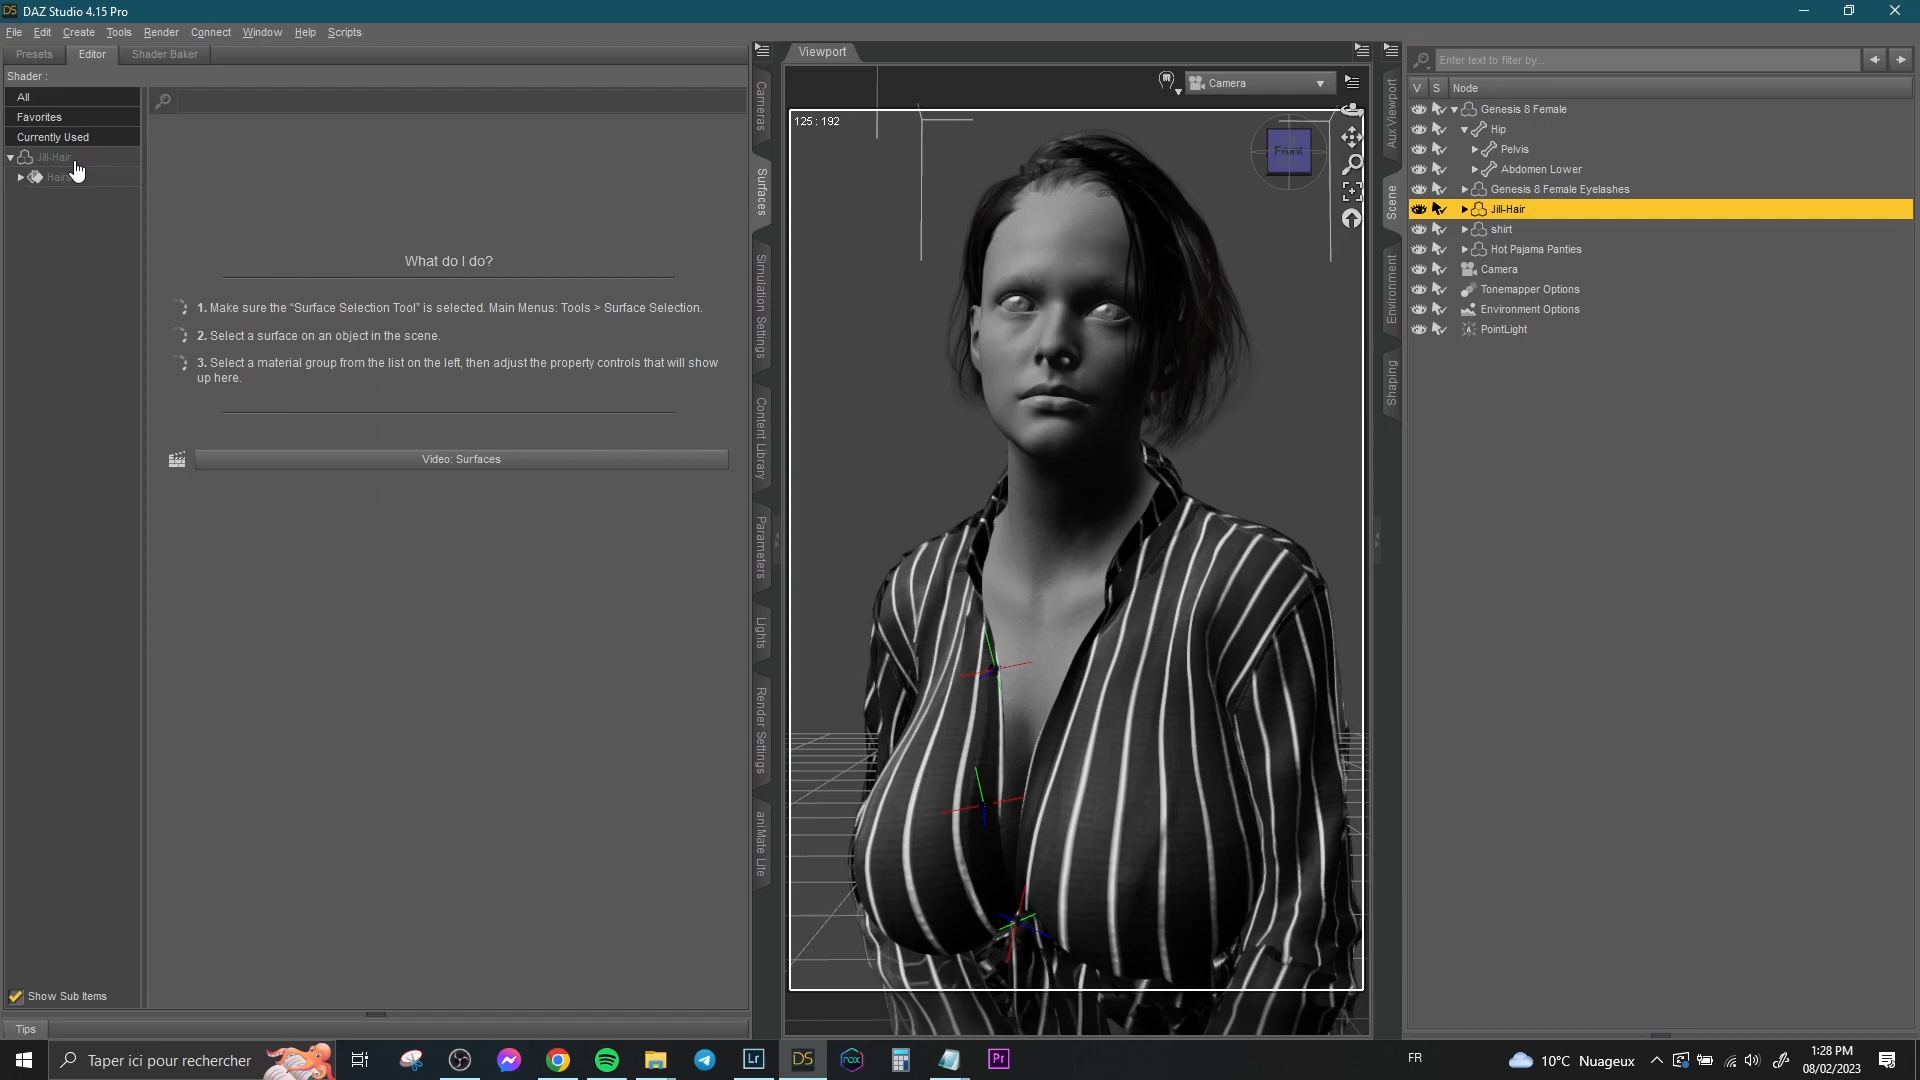 DS DAZ Studio 4.15 Pro
File Edit Create Tools Render Connect Window Help Scripts
Presets Editor Shader Baker
Shader :
All
Favorites
Currently Used
Jill-Hair
Hairs
What do I do?
1. Make sure the “Surface Selection Tool” is selected. Main Menus: Tools > Surface Selection.
2. Select a surface on an object in the scene.
3. Select a material group from the list on the left, then adjust the property controls that will show
up here.
Video: Surfaces
Show Sub Items
Tips
Cameras
Surfaces
Simulation Settings
Content Library
Parameters
Lights
Render Settings
aniMate Lite
Viewport
Camera
125 : 192
Front
Aux Viewport
Scene
Environment
Shaping
Enter text to filter by...
V S Node
Genesis 8 Female
Hip
Pelvis
Abdomen Lower
Genesis 8 Female Eyelashes
Jill-Hair
shirt
Hot Pajama Panties
Camera
Tonemapper Options
Environment Options
PointLight
Taper ici pour rechercher
Lr
DS
nox
Pr
FR
10°C Nuageux
1:28 PM
08/02/2023